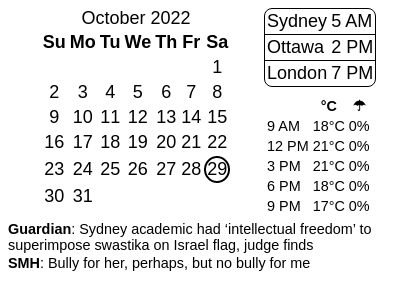 October 2022
Su Mo Tu We Th Fr Sa
1
2 3 4 5 6 7 8
9 10 11 12 13 14 15
16 17 18 19 20 21 22
23 24 25 26 27 28 29
30 31
Sydney 5 AM
Ottawa 2 PM
London 7 PM
°C ☂
9 AM 18°C 0%
12 PM 21°C 0%
3 PM 21°C 0%
6 PM 18°C 0%
9 PM 17°C 0%
Guardian: Sydney academic had ‘intellectual freedom’ to
superimpose swastika on Israel flag, judge finds
SMH: Bully for her, perhaps, but no bully for me